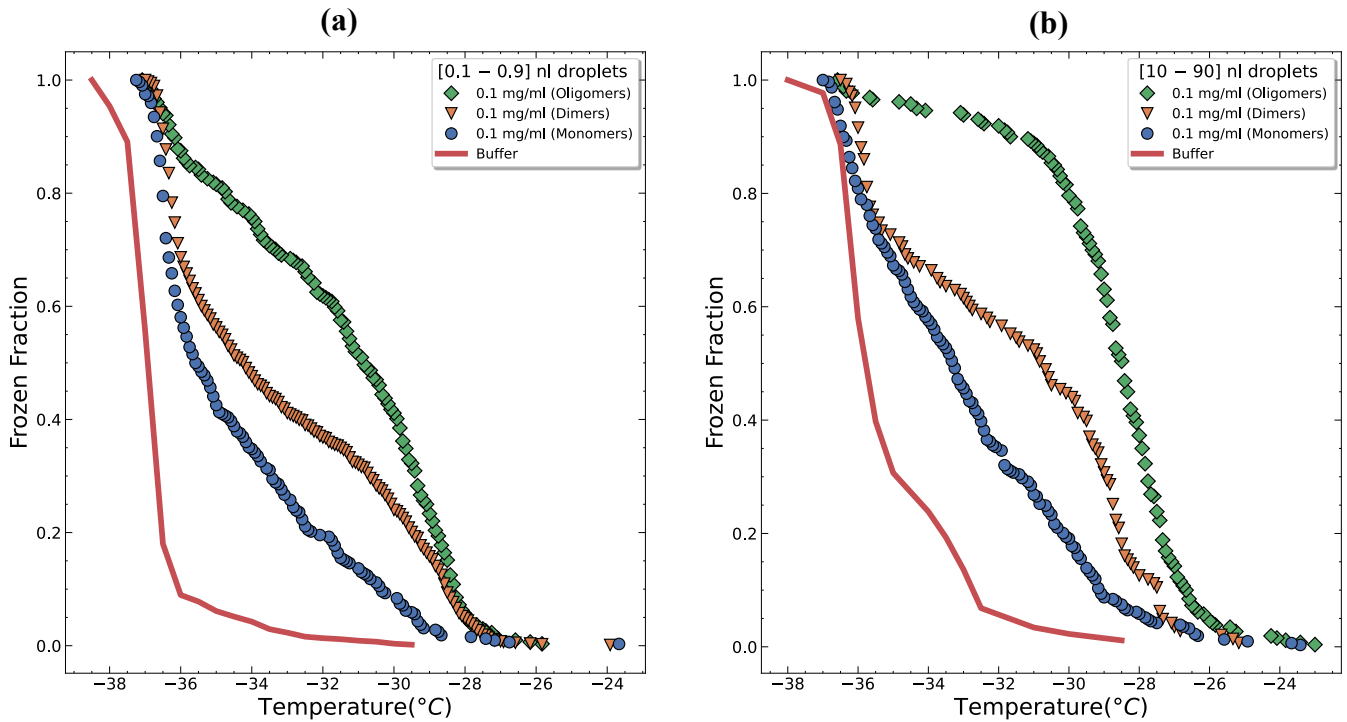 (a)
[0.1 − 0.9] nl droplets
0.1 mg/ml (Oligomers)
0.1 mg/ml (Dimers)
0.1 mg/ml (Monomers)
Buffer
Frozen Fraction
1.0
0.8
0.6
0.4
0.2
0.0
−38 −36 −34 −32 −30 −28 −26 −24
Temperature(°C)
(b)
[10 − 90] nl droplets
0.1 mg/ml (Oligomers)
0.1 mg/ml (Dimers)
0.1 mg/ml (Monomers)
Buffer
Frozen Fraction
1.0
0.8
0.6
0.4
0.2
0.0
−38 −36 −34 −32 −30 −28 −26 −24
Temperature(°C)